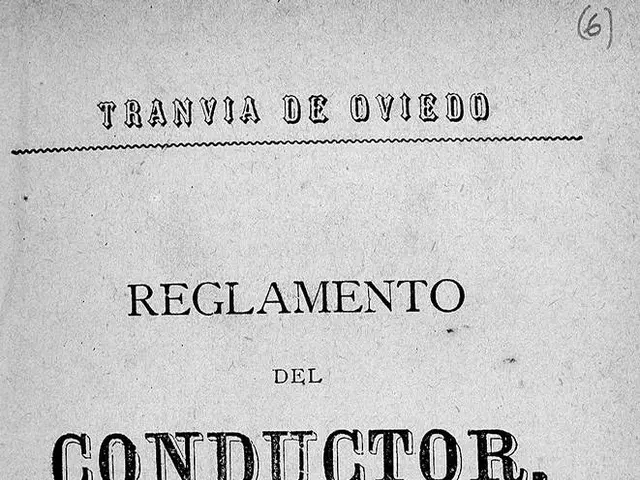 (6)
TRANVIA DE OVIEDO
REGLAMENTO
DEL
CONDUCTOR.